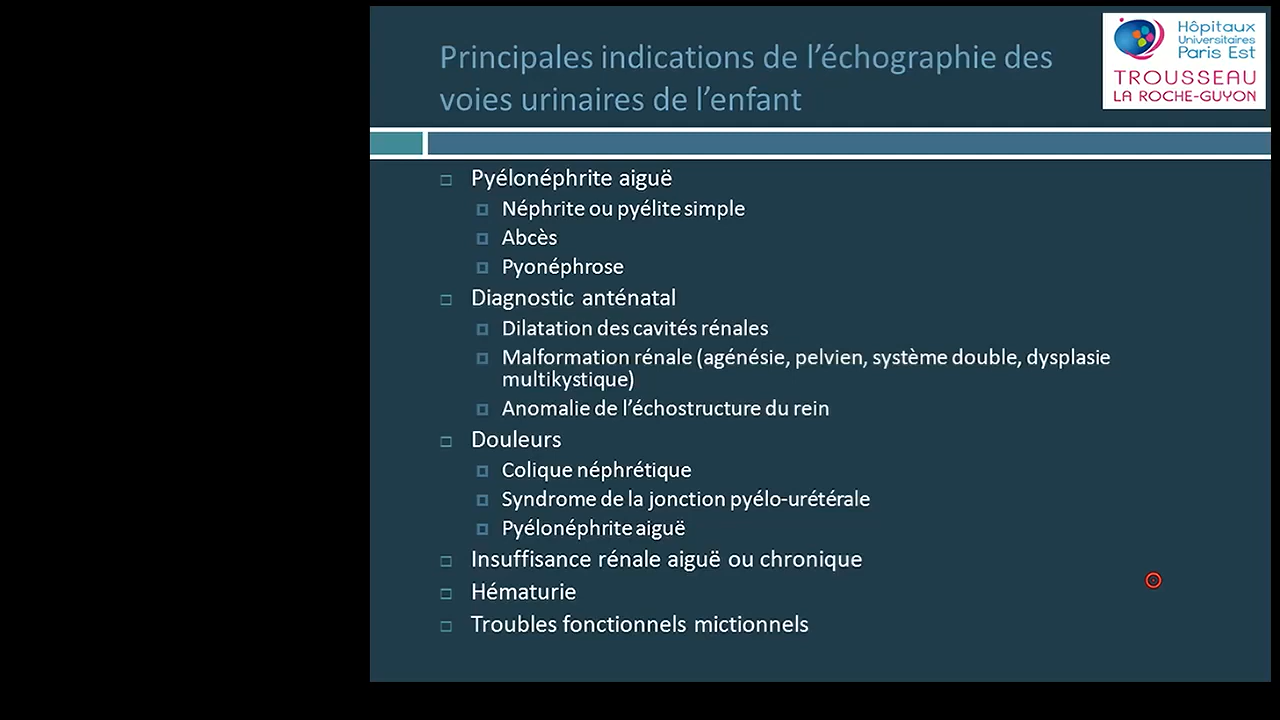 Principales indications de l'échographie des
voies urinaires de l'enfant
Hôpitaux
Universitaires
Paris Est
TROUSSEAU
LA ROCHE-GUYON
Pyélonéphrite aiguë
Néphrite ou pyélite simple
Abcès
Pyonéphrose
Diagnostic anténatal
Dilatation des cavités rénales
Malformation rénale (agénésie, pelvien, système double, dysplasie
multikystique)
Anomalie de l'échostructure du rein
Douleurs
Colique néphrétique
Syndrome de la jonction pyélo-urétérale
Pyélonéphrite aiguë
Insuffisance rénale aiguë ou chronique
Hématurie
Troubles fonctionnels mictionnels